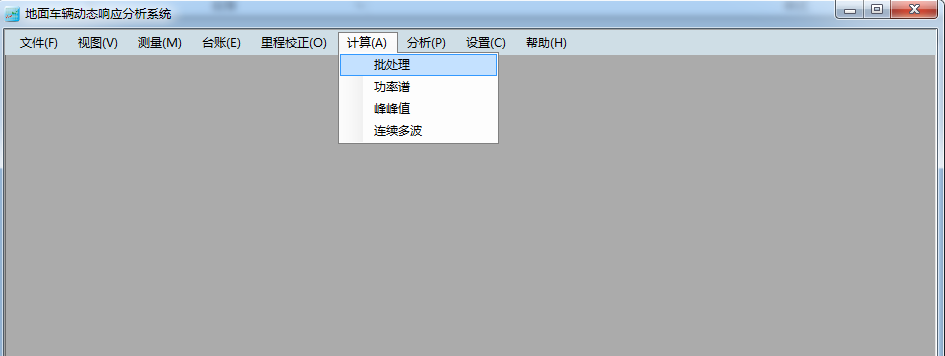 地面车辆动态响应分析系统
文件(F) 视图(V) 测量(M) 台账(E) 里程校正(O) 计算(A) 分析(P) 设置(C) 帮助(H)
批处理
功率谱
峰峰值
连续多波